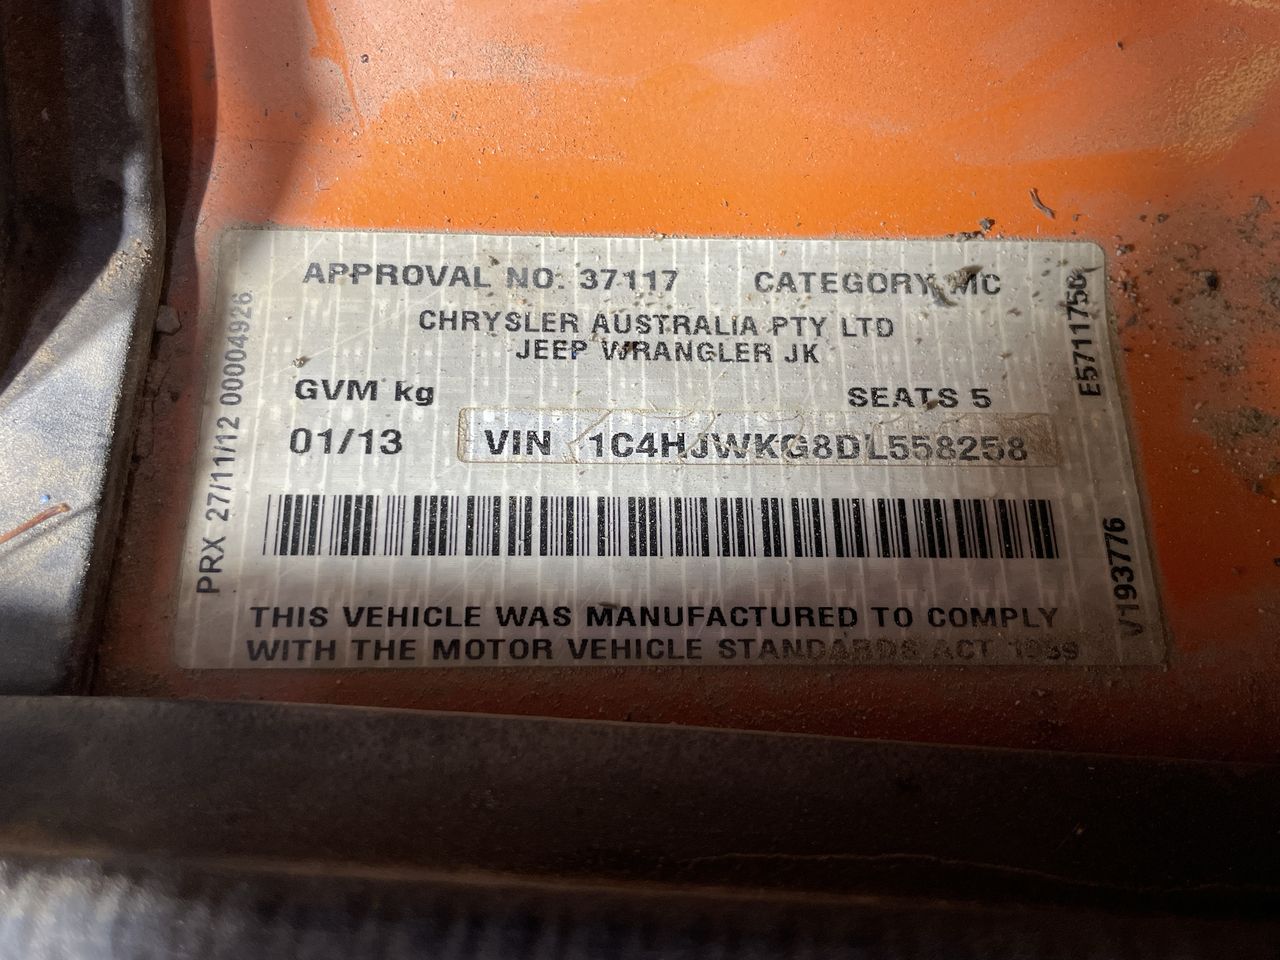 APPROVAL NO. 37117 CATEGORY MC
CHRYSLER AUSTRALIA PTY LTD
JEEP WRANGLER JK
GVM kg SEATS 5
01/13 VIN 1C4HJWKG8DL558258
THIS VEHICLE WAS MANUFACTURED TO COMPLY
WITH THE MOTOR VEHICLE STANDARDS ACT 1989
PRX 27/11/12 00004926
V193776